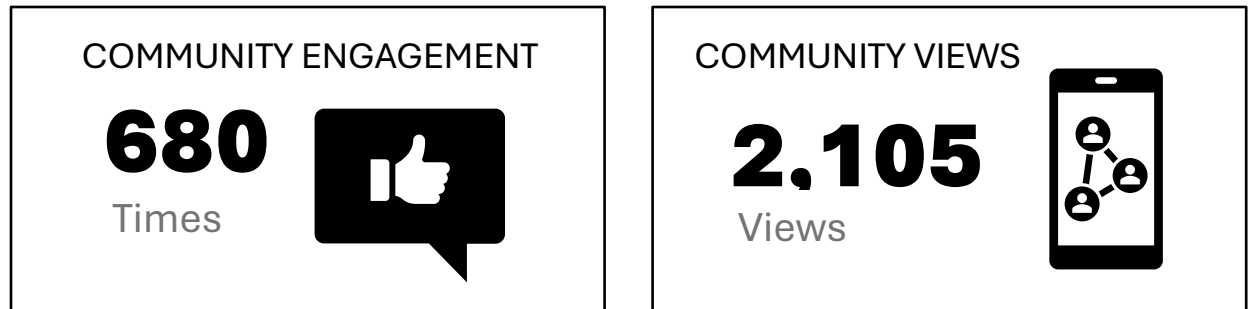 COMMUNITY ENGAGEMENT
680
Times
COMMUNITY VIEWS
2,105
Views